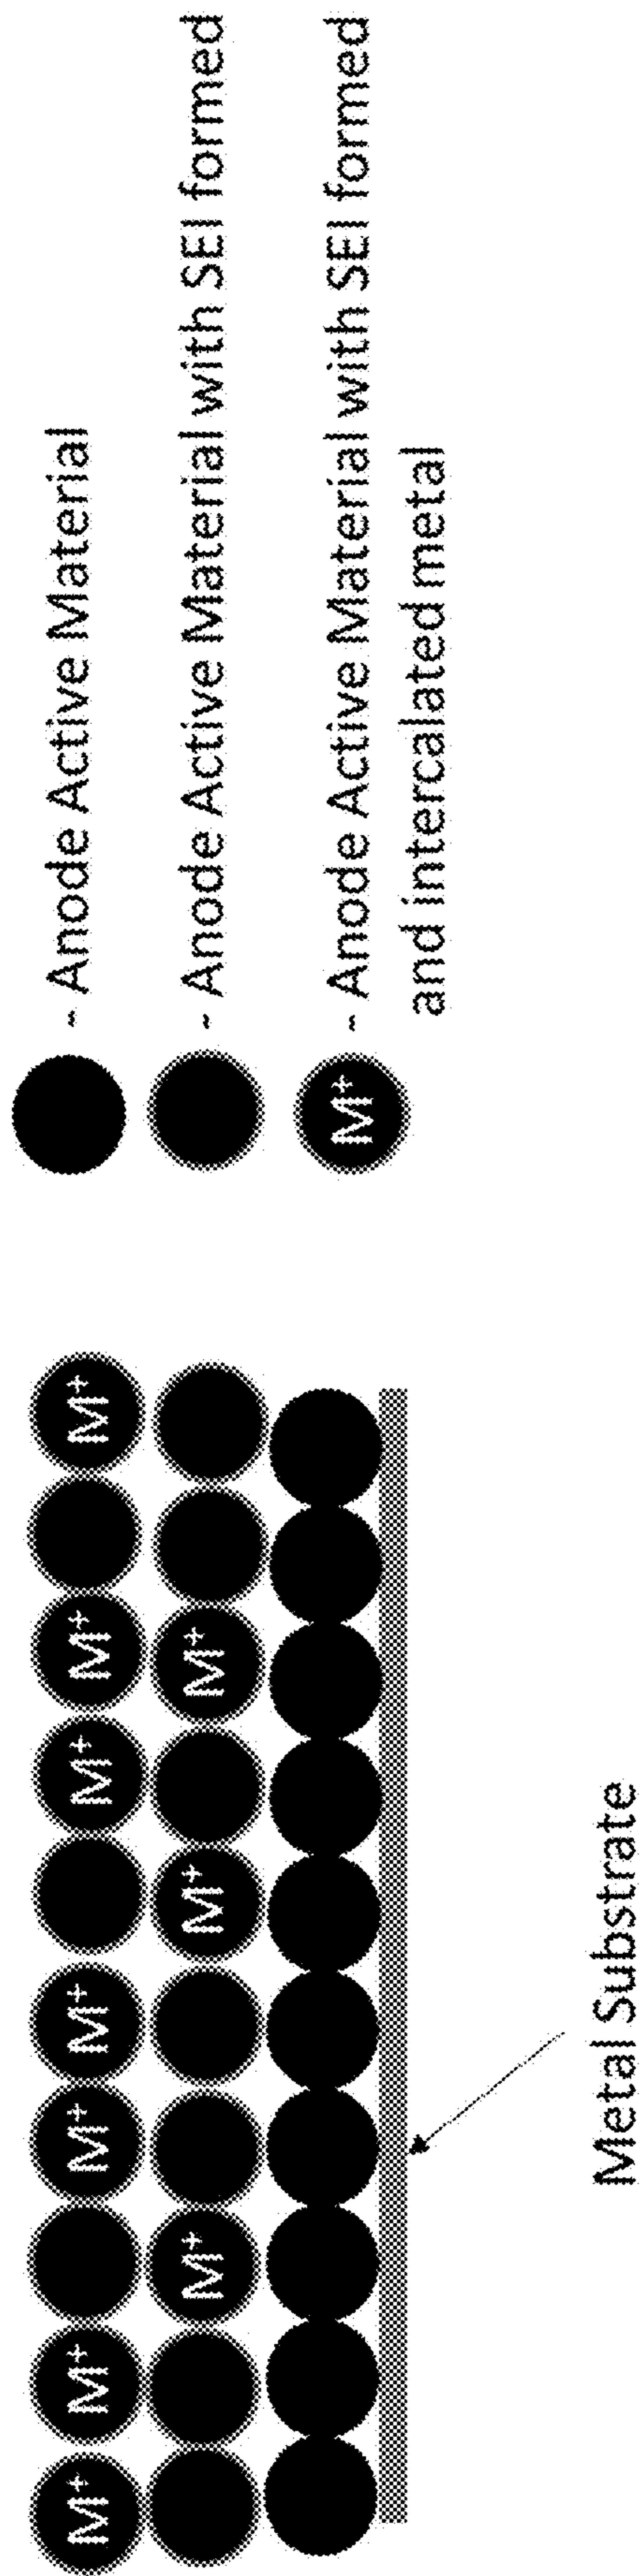 M⁺ M⁺ M⁺ M⁺ M⁺ M⁺ M⁺
M⁺ M⁺ M⁺
Metal Substrate
- Anode Active Material
- Anode Active Material with SEI formed
M⁺ - Anode Active Material with SEI formed
and intercalated metal